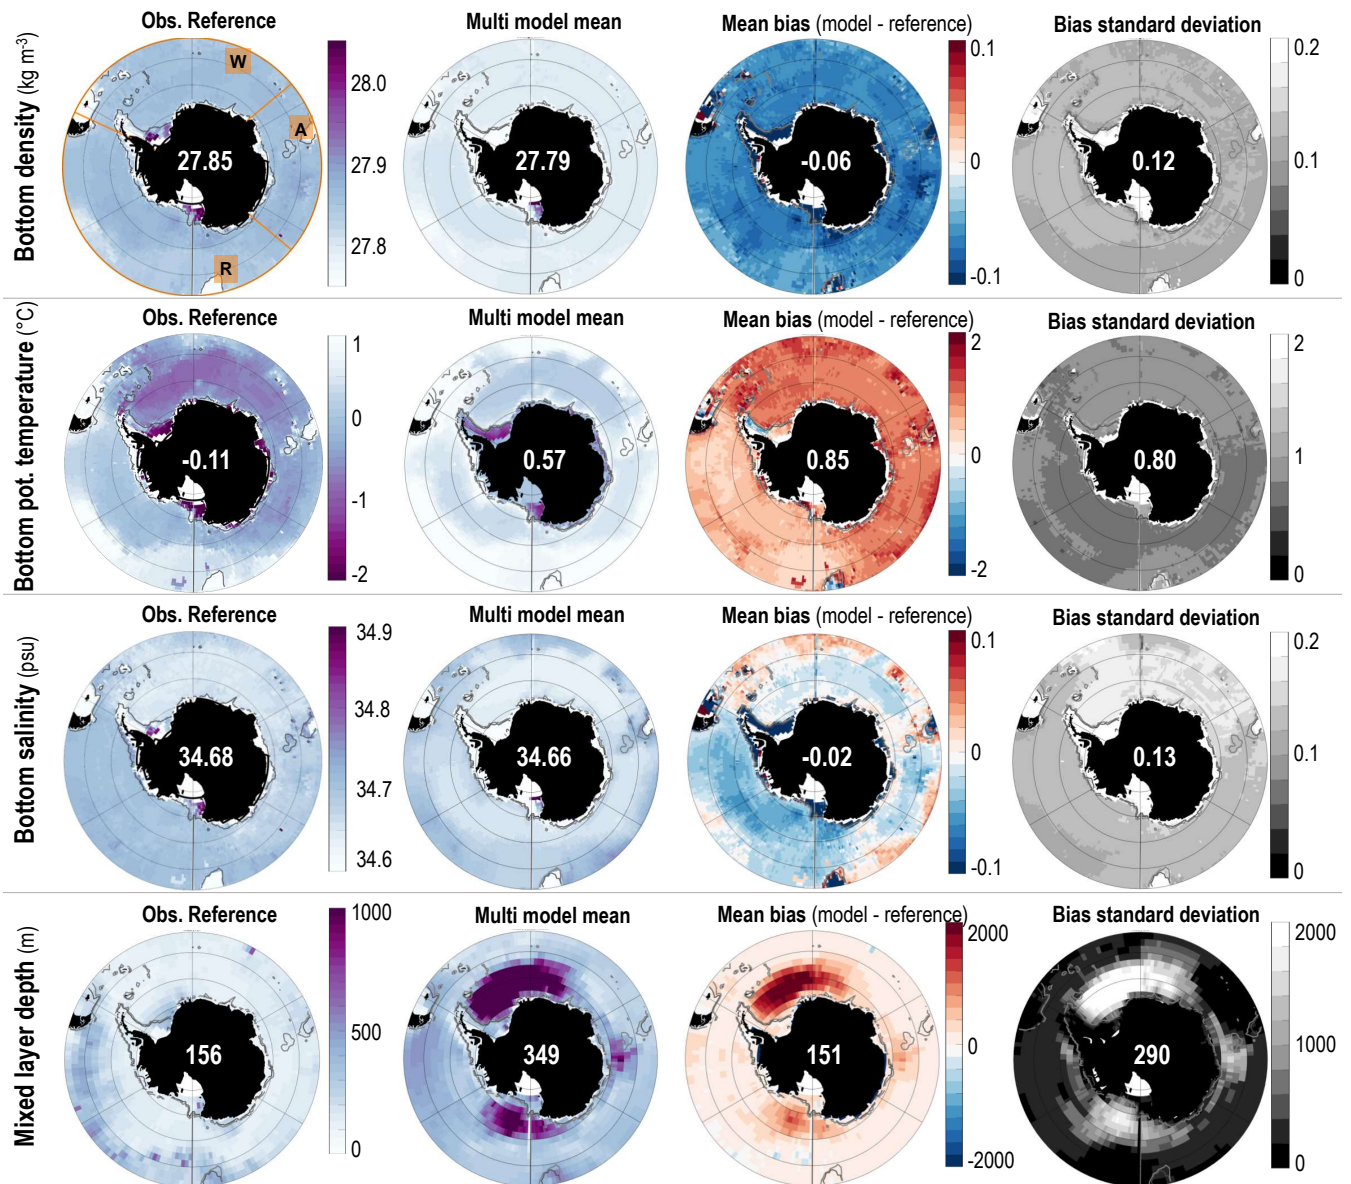 Obs. Reference
Multi model mean
Mean bias (model - reference)
Bias standard deviation
Bottom density (kg m-3)
W
A
R
27.85
28.0
27.9
27.8
27.79
-0.06
0.1
0
-0.1
0.12
0.2
0.1
0
Obs. Reference
Multi model mean
Mean bias (model - reference)
Bias standard deviation
Bottom pot. temperature (°C)
-0.11
1
0
-1
-2
0.57
0.85
2
0
-2
0.80
2
1
0
Obs. Reference
Multi model mean
Mean bias (model - reference)
Bias standard deviation
Bottom salinity (psu)
34.68
34.9
34.8
34.7
34.6
34.66
-0.02
0.1
0
-0.1
0.13
0.2
0.1
0
Obs. Reference
Multi model mean
Mean bias (model - reference)
Bias standard deviation
Mixed layer depth (m)
156
1000
500
0
349
151
2000
0
-2000
290
2000
1000
0